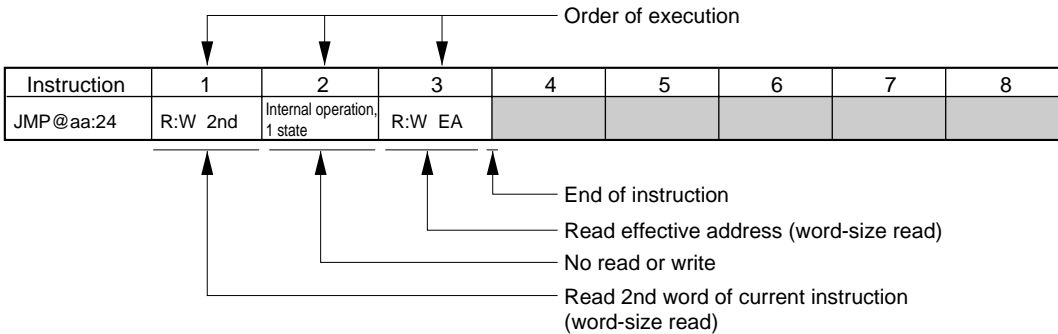 Order of execution
Instruction 1 2 3 4 5 6 7 8
JMP@aa:24 R:W 2nd Internal operation, 1 state R:W EA
End of instruction
Read effective address (word-size read)
No read or write
Read 2nd word of current instruction
(word-size read)